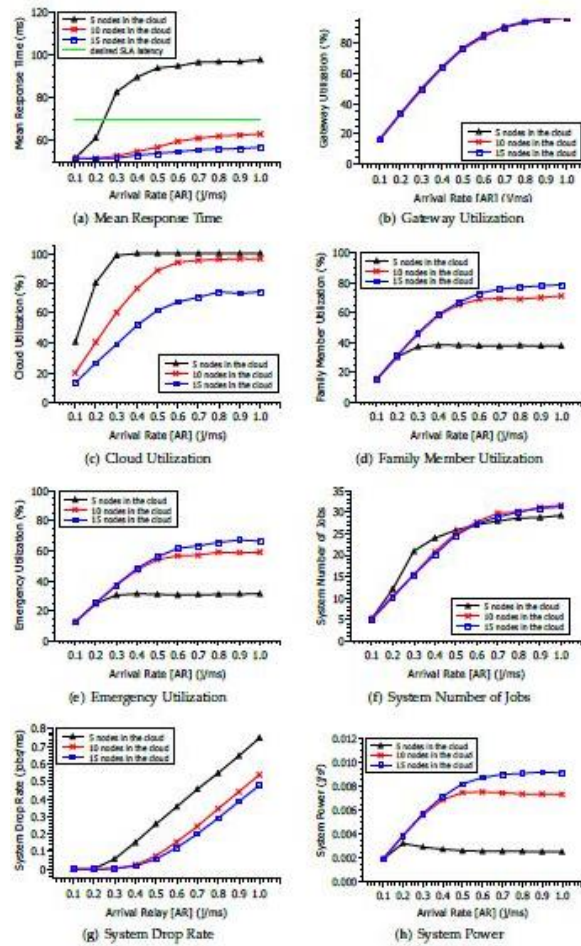 5 nodes in the cloud
10 nodes in the cloud
15 nodes in the cloud
desired SLA latency
Mean Response Time (ms)
120
100
80
60
0.1 0.2 0.3 0.4 0.5 0.6 0.7 0.8 0.9 1.0
Arrival Rate [AR] (j/ms)
(a) Mean Response Time
Gateway Utilization (%)
80
60
40
20
0
5 nodes in the cloud
10 nodes in the cloud
15 nodes in the cloud
0.1 0.2 0.3 0.4 0.5 0.6 0.7 0.8 0.9 1.0
Arrival Rate [AR] (j/ms)
(b) Gateway Utilization
Cloud Utilization (%)
100
80
60
40
20
0
5 nodes in the cloud
10 nodes in the cloud
15 nodes in the cloud
0.1 0.2 0.3 0.4 0.5 0.6 0.7 0.8 0.9 1.0
Arrival Rate [AR] (j/ms)
(c) Cloud Utilization
Family Member Utilization (%)
100
80
60
40
20
0
5 nodes in the cloud
10 nodes in the cloud
15 nodes in the cloud
0.1 0.2 0.3 0.4 0.5 0.6 0.7 0.8 0.9 1.0
Arrival Rate [AR] (j/ms)
(d) Family Member Utilization
Emergency Utilization (%)
100
80
60
40
20
0
5 nodes in the cloud
10 nodes in the cloud
15 nodes in the cloud
0.1 0.2 0.3 0.4 0.5 0.6 0.7 0.8 0.9 1.0
Arrival Rate [AR] (j/ms)
(e) Emergency Utilization
System Number of Jobs
35
30
25
20
15
10
5
0
5 nodes in the cloud
10 nodes in the cloud
15 nodes in the cloud
0.1 0.2 0.3 0.4 0.5 0.6 0.7 0.8 0.9 1.0
Arrival Rate [AR] (j/ms)
(f) System Number of Jobs
System Drop Rate (jobs/ms)
0.8
0.7
0.6
0.5
0.4
0.3
0.2
0.1
0
5 nodes in the cloud
10 nodes in the cloud
15 nodes in the cloud
0.1 0.2 0.3 0.4 0.5 0.6 0.7 0.8 0.9 1.0
Arrival Relay [AR] (j/ms)
(g) System Drop Rate
System Power
0.012
0.010
0.008
0.006
0.004
0.002
0.000
5 nodes in the cloud
10 nodes in the cloud
15 nodes in the cloud
0.1 0.2 0.3 0.4 0.5 0.6 0.7 0.8 0.9 1.0
Arrival Rate [AR] (j/ms)
(h) System Power